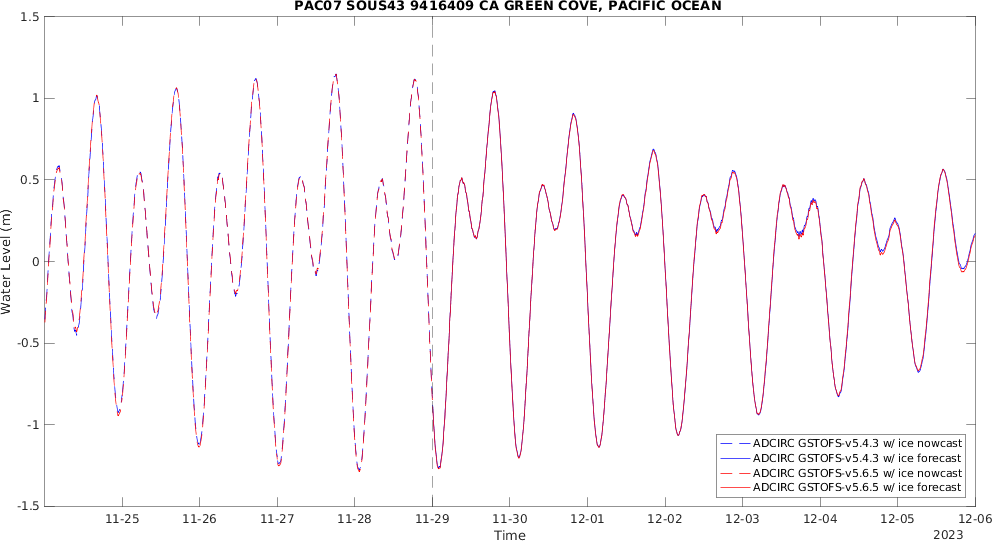 PAC07 SOUS43 9416409 CA GREEN COVE, PACIFIC OCEAN
1.5
1
0.5
0
-0.5
-1
-1.5
Water Level (m)
11-25 11-26 11-27 11-28 11-29 11-30 12-01 12-02 12-03 12-04 12-05 12-06
Time
2023
ADCIRC GSTOFS-v5.4.3 w/ ice nowcast
ADCIRC GSTOFS-v5.4.3 w/ ice forecast
ADCIRC GSTOFS-v5.6.5 w/ ice nowcast
ADCIRC GSTOFS-v5.6.5 w/ ice forecast